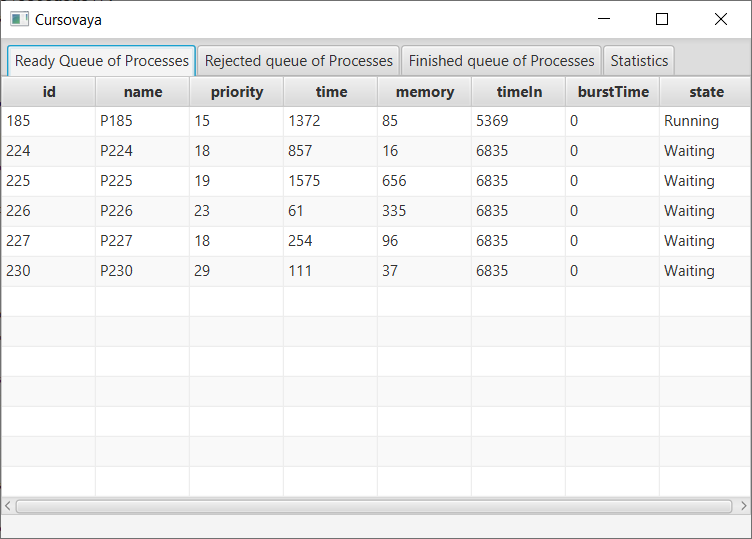 Cursovaya
Ready Queue of Processes Rejected queue of Processes Finished queue of Processes Statistics
id name priority time memory timeIn burstTime state
185 P185 15 1372 85 5369 0 Running
224 P224 18 857 16 6835 0 Waiting
225 P225 19 1575 656 6835 0 Waiting
226 P226 23 61 335 6835 0 Waiting
227 P227 18 254 96 6835 0 Waiting
230 P230 29 111 37 6835 0 Waiting